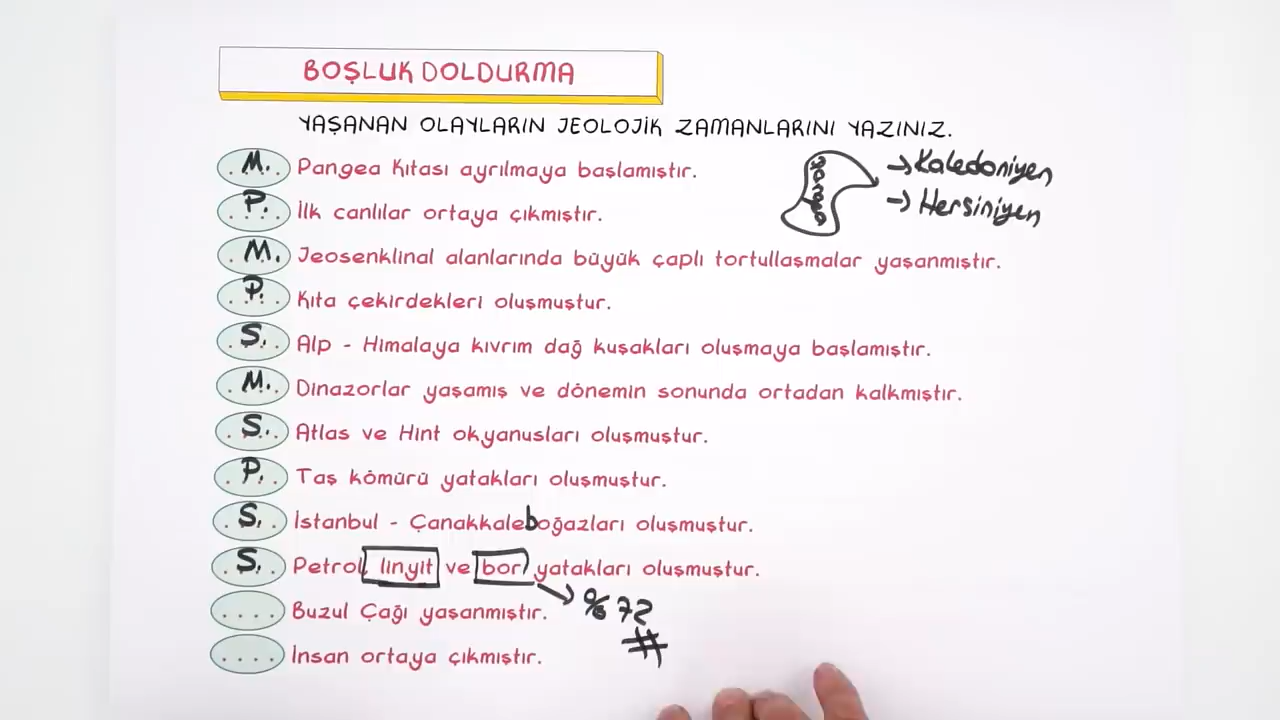 BOŞLUK DOLDURMA
YAŞANAN OLAYLARIN JEOLOJİK ZAMANLARINI YAZINIZ.
M. Pangea Kıtası ayrılmaya başlamıştır.
→ Kaledoniyen
P. İlk canlılar ortaya çıkmıştır.
→ Hersiniyen
M. Jeosenklinal alanlarında büyük çaplı tortullaşmalar yaşanmıştır.
P. Kıta çekirdekleri oluşmuştur.
S. Alp - Himalaya kıvrım dağ kuşakları oluşmaya başlamıştır.
M. Dinazorlar yaşamış ve dönemin sonunda ortadan kalkmıştır.
S. Atlas ve Hint okyanusları oluşmuştur.
P. Taş kömürü yatakları oluşmuştur.
S. İstanbul - Çanakkale boğazları oluşmuştur.
S. Petrol linyit ve bor yatakları oluşmuştur.
.... Buzul Çağı yaşanmıştır.
→ % 72
#
.... İnsan ortaya çıkmıştır.